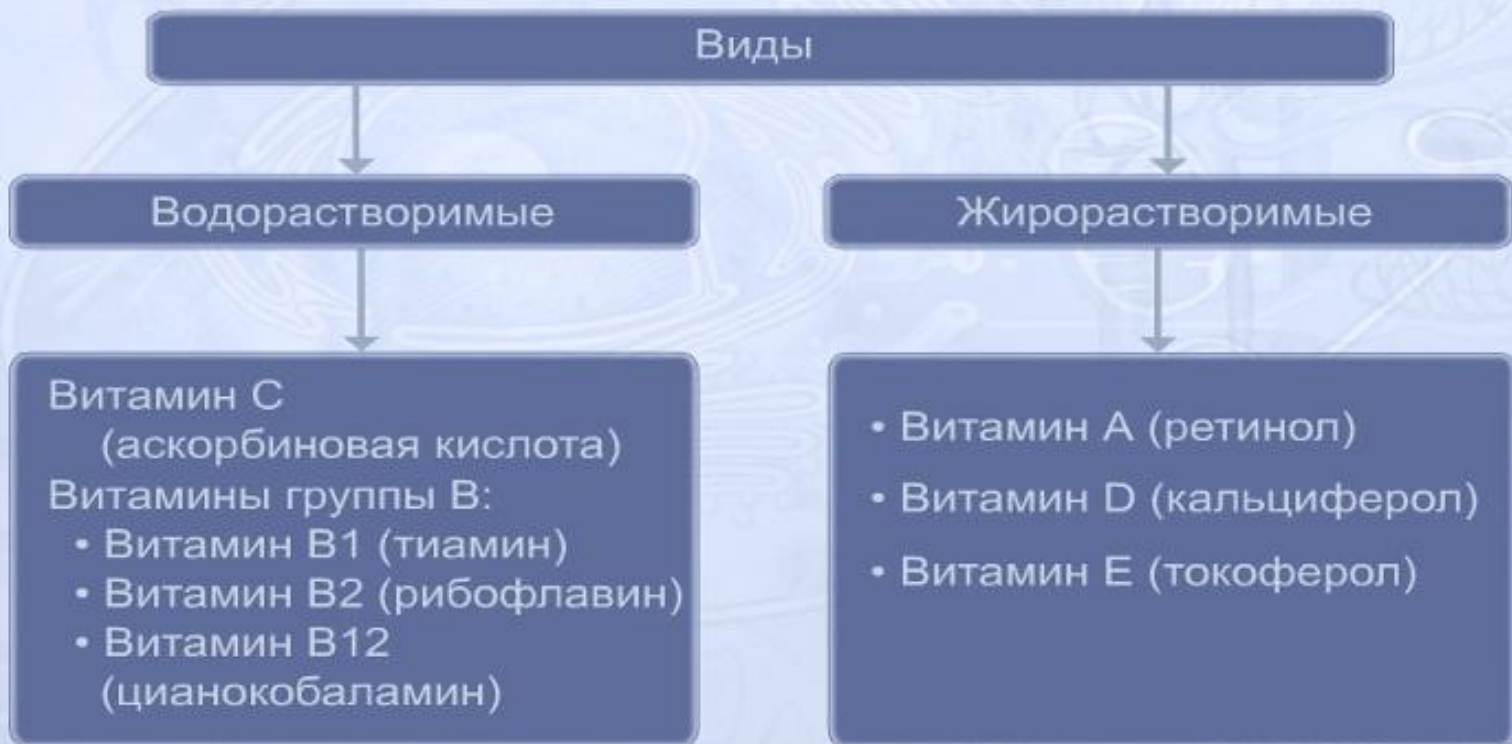 Виды
Водорастворимые
Жирорастворимые
Витамин С
(аскорбиновая кислота)
Витамины группы В:
• Витамин В1 (тиамин)
• Витамин В2 (рибофлавин)
• Витамин В12
(цианокобаламин)
• Витамин А (ретинол)
• Витамин D (кальциферол)
• Витамин Е (токоферол)